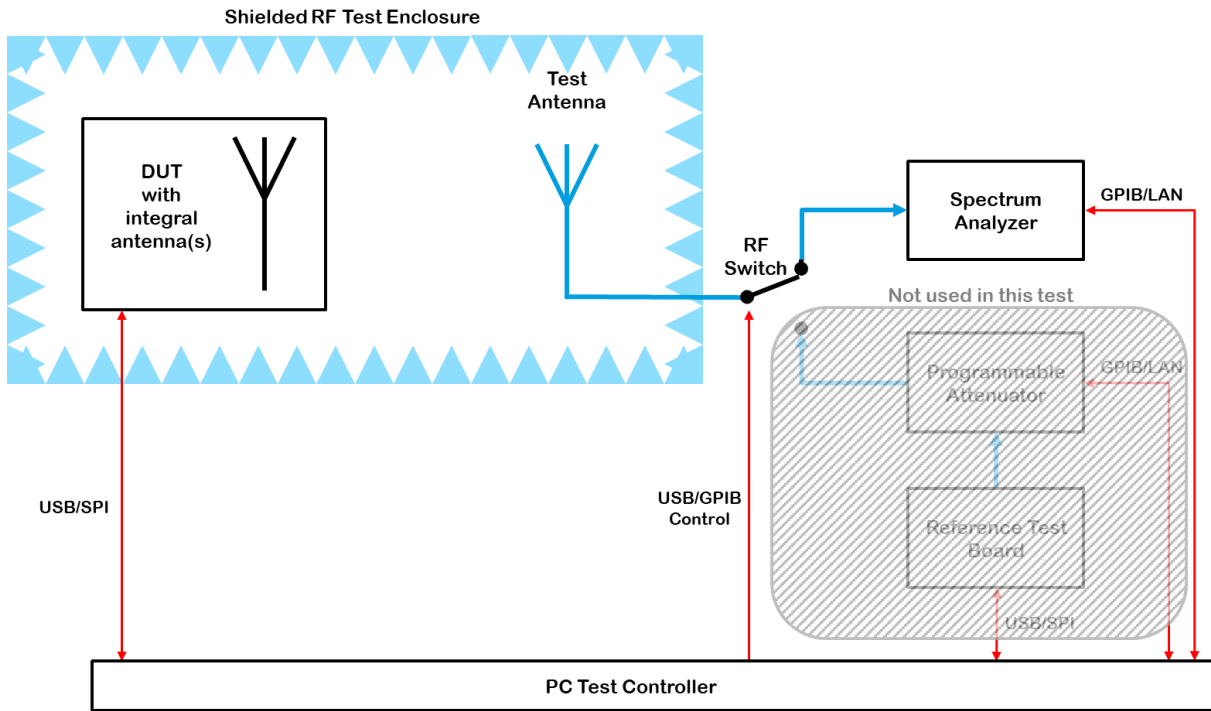 Shielded RF Test Enclosure
Test
Antenna
DUT
with
integral
antenna(s)
Spectrum
Analyzer
GPIB/LAN
RF
Switch
Not used in this test
Programmable
Attenuator
GPIB/LAN
USB/SPI
USB/GPIB
Control
Reference Test
Board
USB/SPI
PC Test Controller